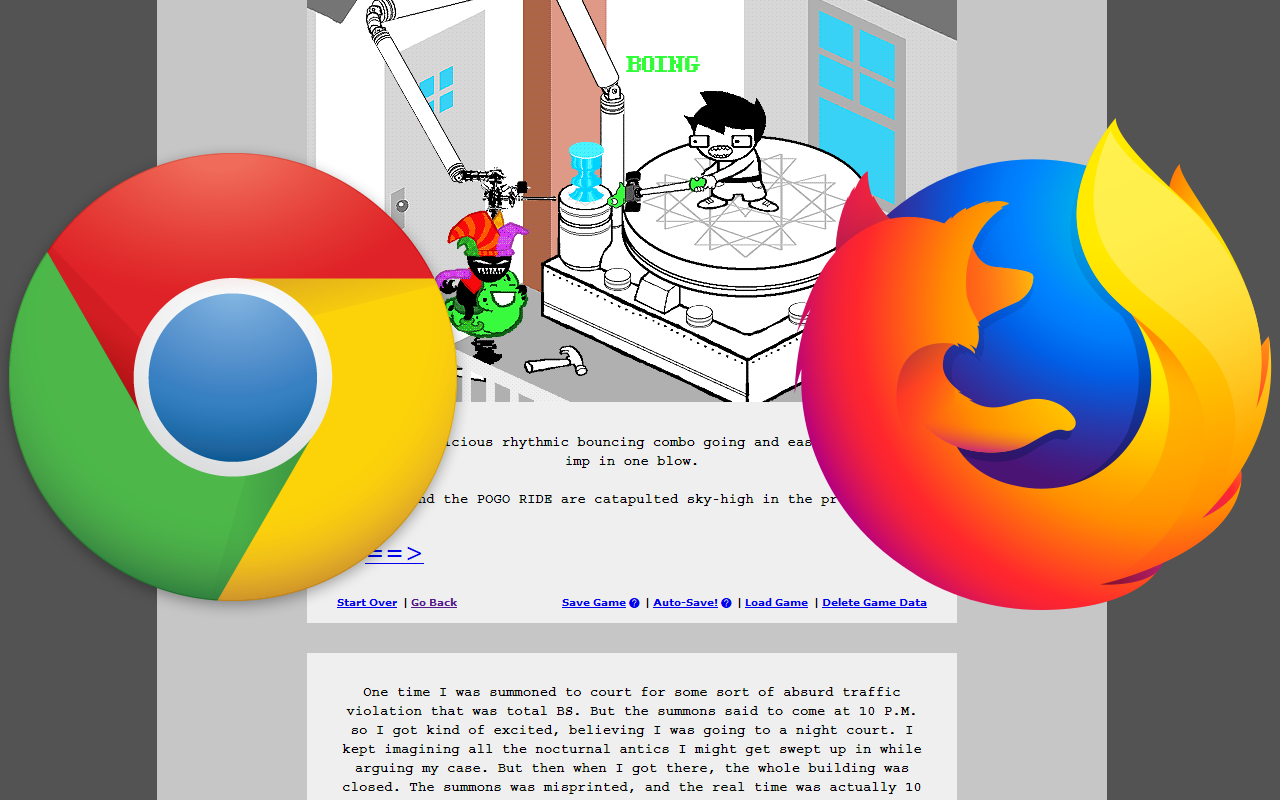 BOING
icious rhythmic bouncing combo going and eas
imp in one blow.
nd the POGO RIDE are catapulted sky-high in the pr
==>
Start Over | Go Back Save Game ? | Auto-Save! ? | Load Game | Delete Game Data
One time I was summoned to court for some sort of absurd traffic
violation that was total BS. But the summons said to come at 10 P.M.
so I got kind of excited, believing I was going to a night court. I
kept imagining all the nocturnal antics I might get swept up in while
arguing my case. But then when I got there, the whole building was
closed. The summons was misprinted, and the real time was actually 10